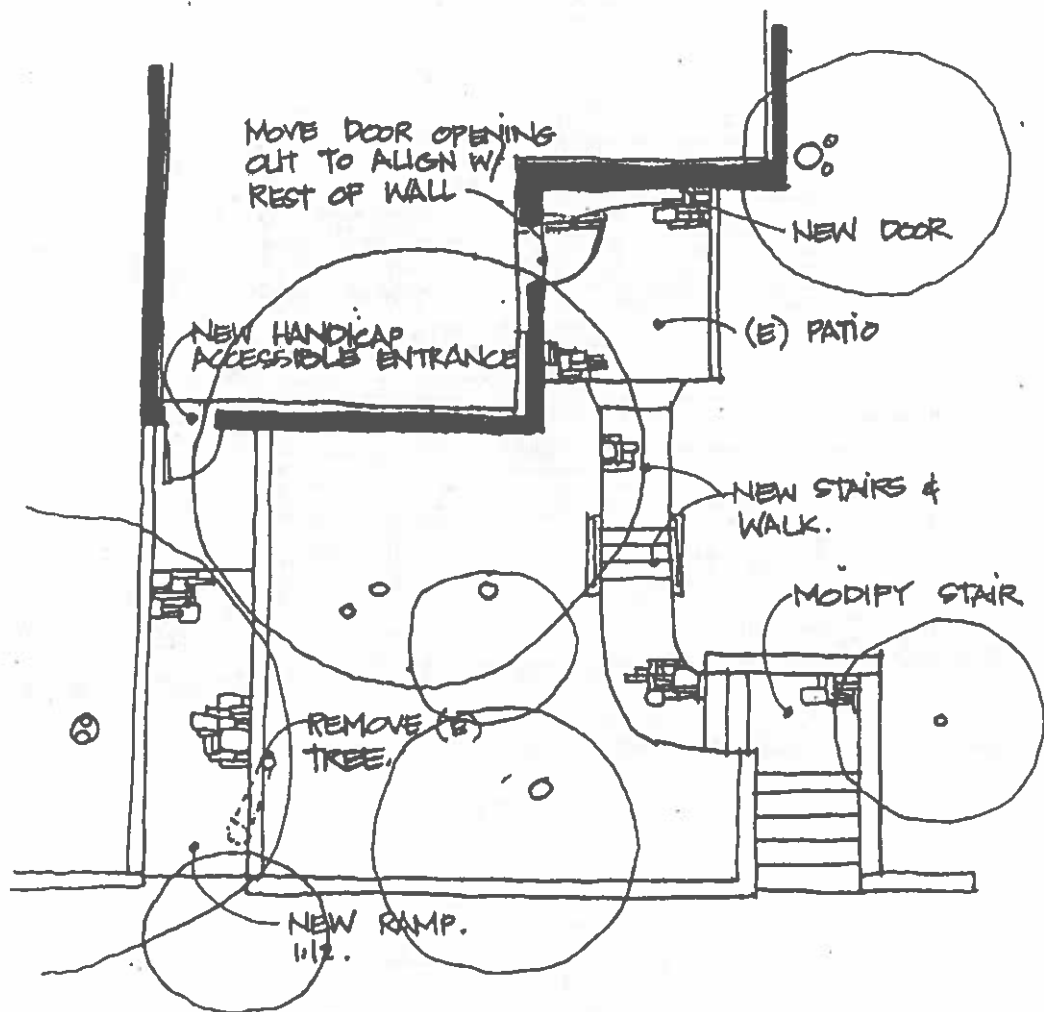 MOVE DOOR OPENING
OUT TO ALIGN W/
REST OF WALL
NEW DOOR
(E) PATIO
NEW HANDICAP
ACCESSIBLE ENTRANCE
NEW STAIRS &
WALK.
MODIFY STAIR
REMOVE (E)
TREE.
NEW RAMP.
1:12.